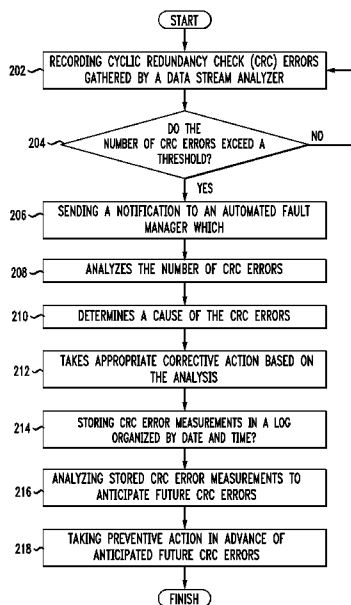 START
202 RECORDING CYCLIC REDUNDANCY CHECK (CRC) ERRORS
GATHERED BY A DATA STREAM ANALYZER
DO THE
204 NUMBER OF CRC ERRORS EXCEED A
THRESHOLD?
NO
YES
206 SENDING A NOTIFICATION TO AN AUTOMATED FAULT
MANAGER WHICH
208 ANALYZES THE NUMBER OF CRC ERRORS
210 DETERMINES A CAUSE OF THE CRC ERRORS
212 TAKES APPROPRIATE CORRECTIVE ACTION BASED ON
THE ANALYSIS
214 STORING CRC ERROR MEASUREMENTS IN A LOG
ORGANIZED BY DATE AND TIME?
216 ANALYZING STORED CRC ERROR MEASUREMENTS TO
ANTICIPATE FUTURE CRC ERRORS
218 TAKING PREVENTIVE ACTION IN ADVANCE OF
ANTICIPATED FUTURE CRC ERRORS
FINISH